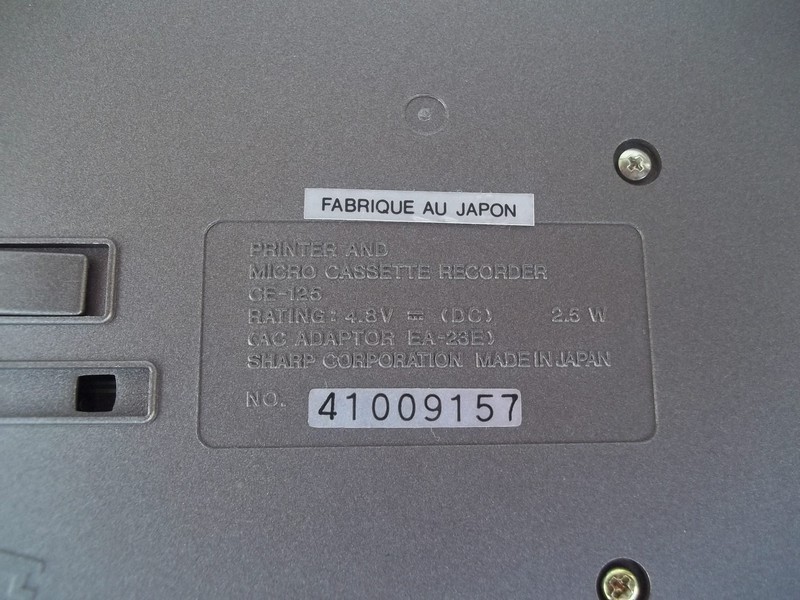 FABRIQUE AU JAPON
PRINTER AND
MICRO CASSETTE RECORDER
CE-125
RATING: 4.8V ⎓ (DC) 2.5 W
(AC ADAPTOR EA-23E)
SHARP CORPORATION MADE IN JAPAN
NO. 41009157